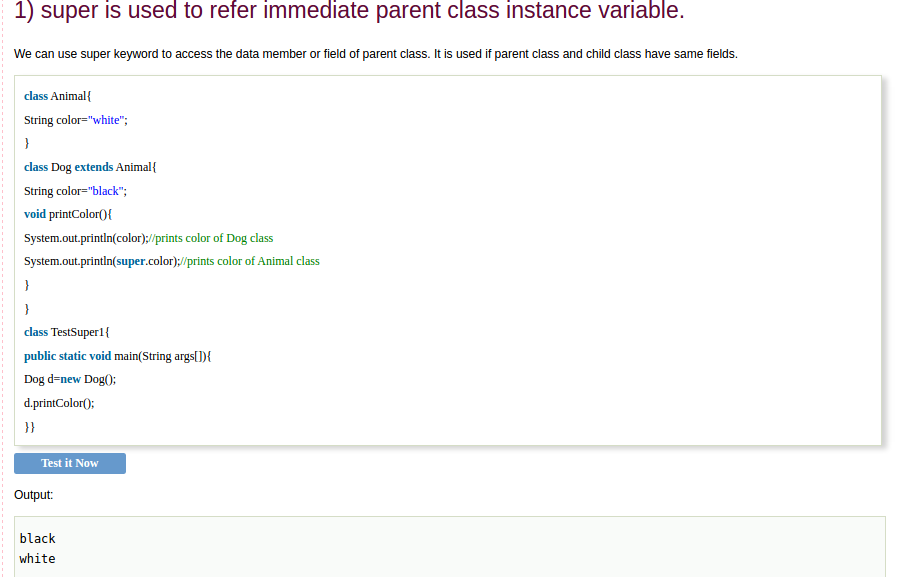 1) super is used to refer immediate parent class instance variable.
We can use super keyword to access the data member or field of parent class. It is used if parent class and child class have same fields.
class Animal{
String color="white";
}
class Dog extends Animal{
String color="black";
void printColor(){
System.out.println(color);//prints color of Dog class
System.out.println(super.color);//prints color of Animal class
}
}
class TestSuper1{
public static void main(String args[]){
Dog d=new Dog();
d.printColor();
}}
Test it Now
Output:
black
white